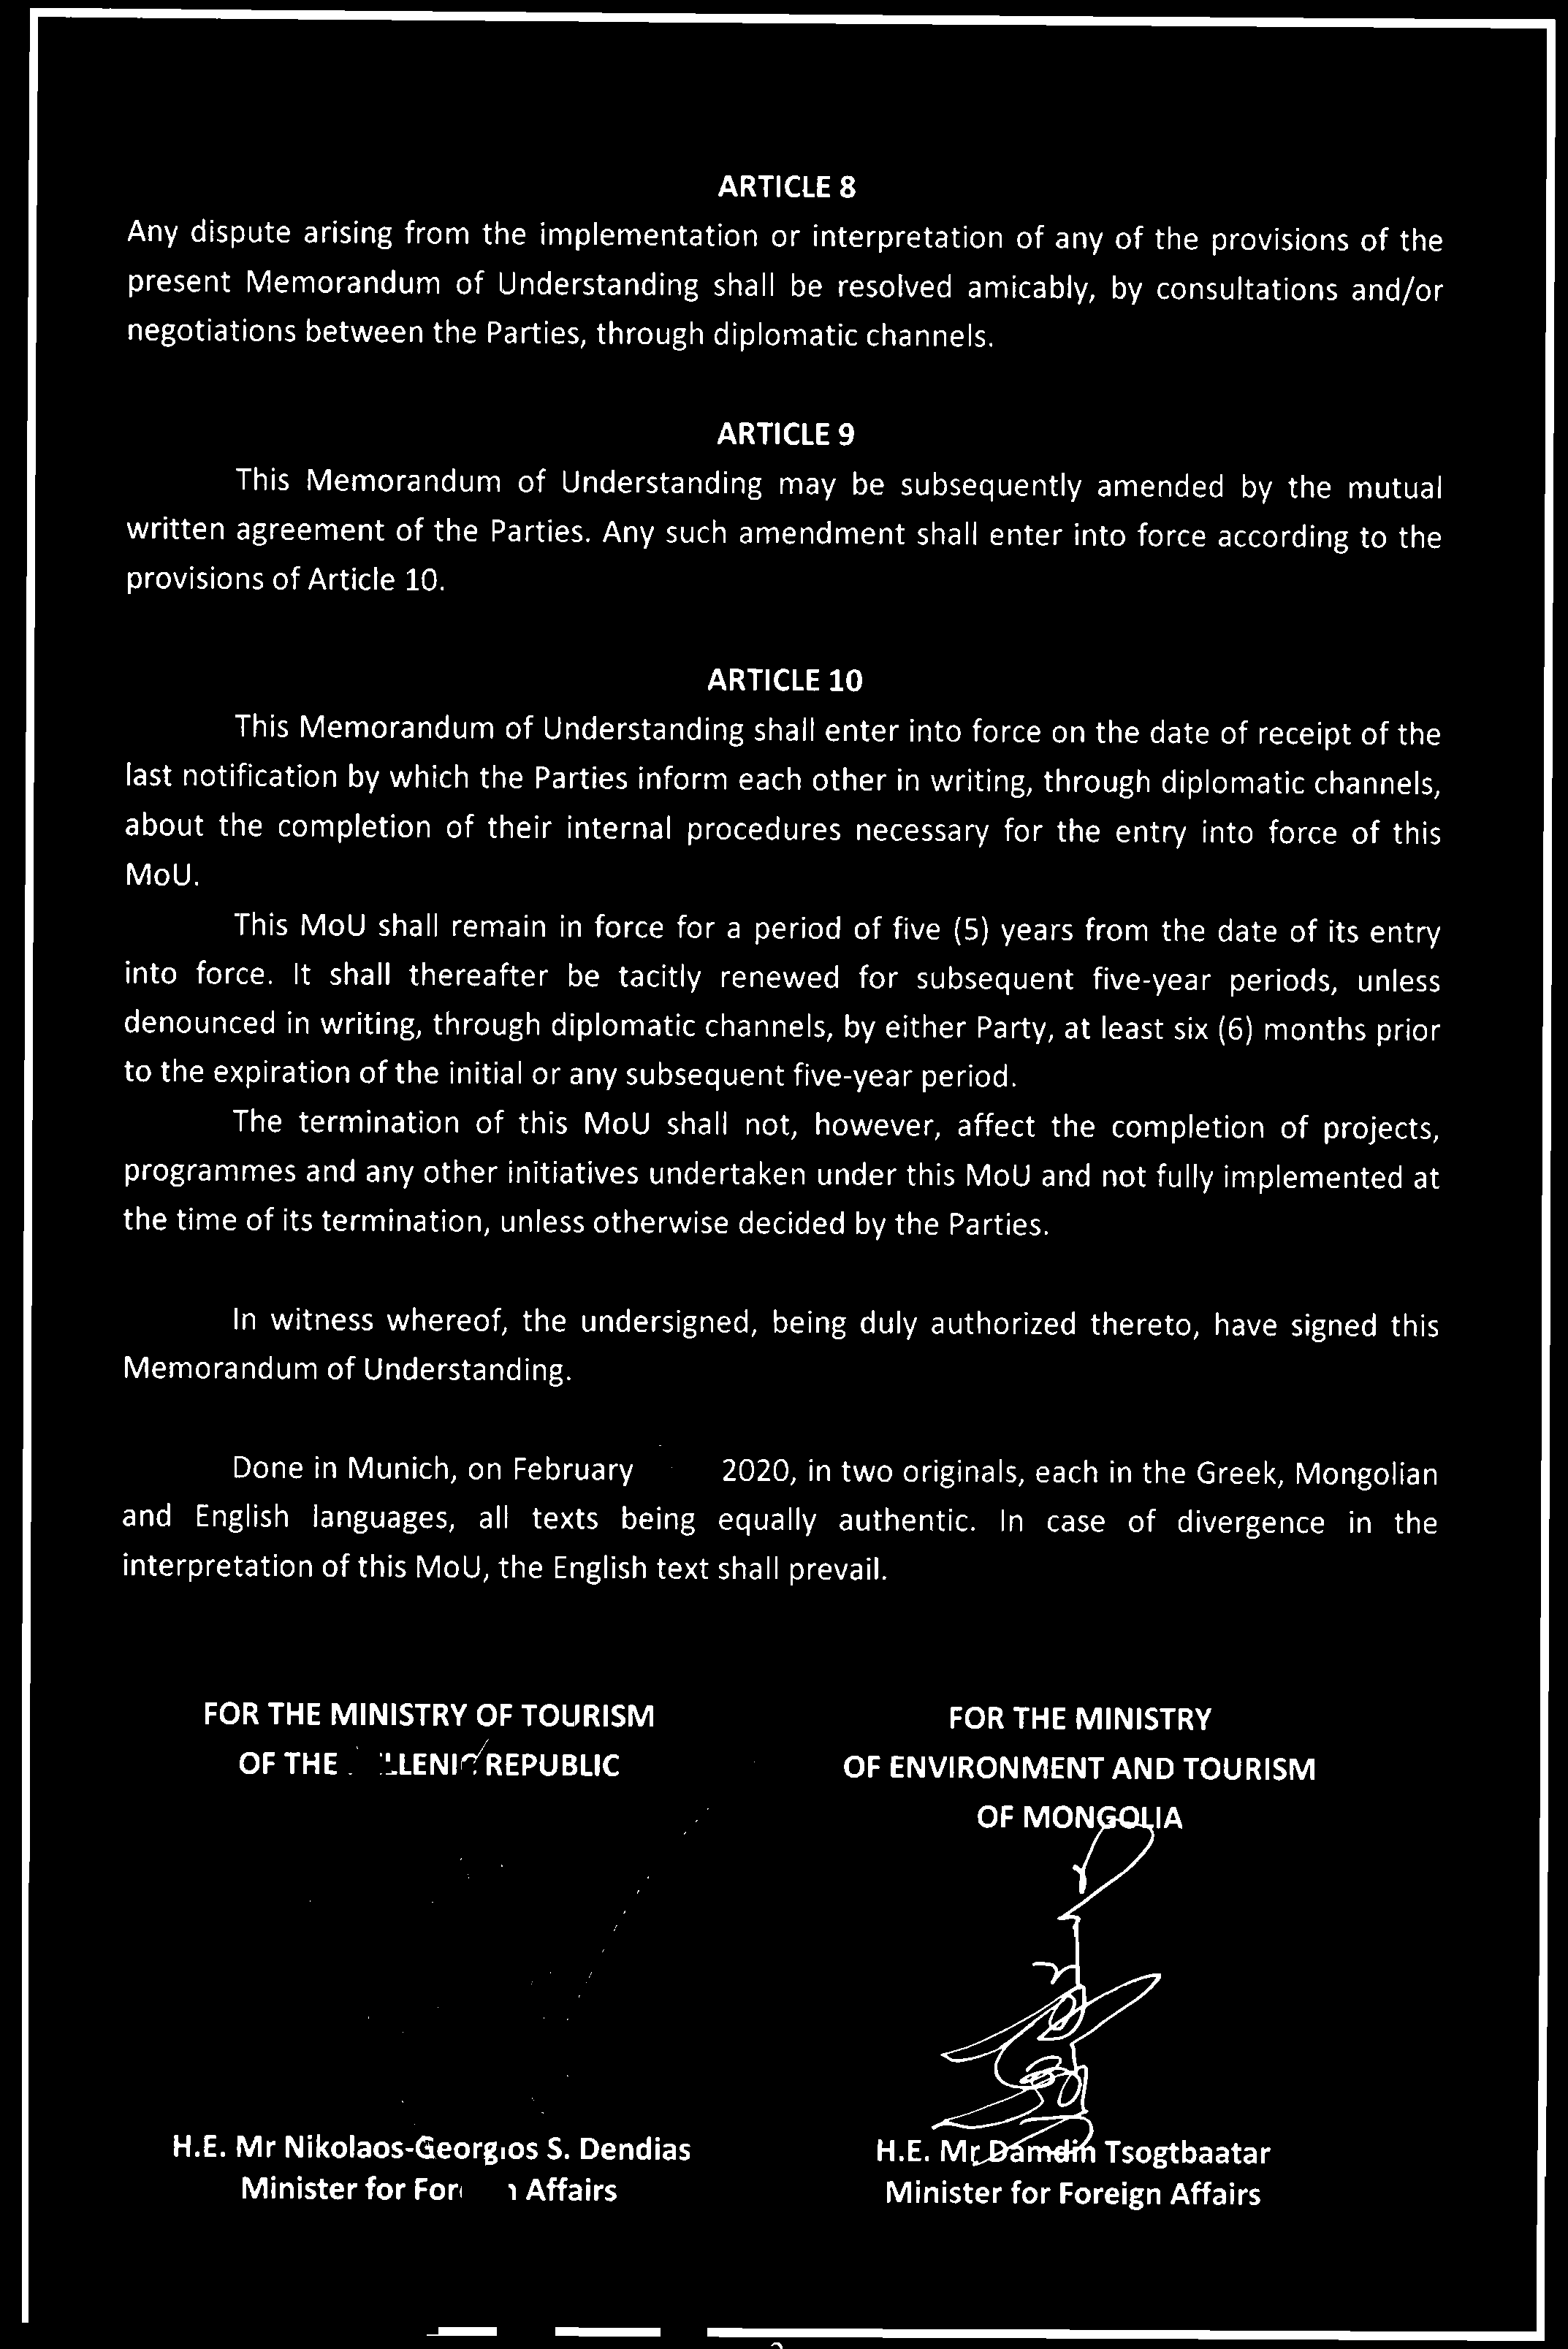 ARTICLE 8
Any dispute arising from the implementation or interpretation of any of the provisions of the
present Memorandum of Understanding shall be resolved amicably, by consultations and/or
negotiations between the Parties, through diplomatic channels.
ARTICLE 9
This Memorandum of Understanding may be subsequently amended by the mutual
written agreement of the Parties. Any such amendment shall enter into force according to the
provisions of Article 10.
ARTICLE 10
This Memorandum of Understanding shall enter into force on the date of receipt of the
last notification by which the Parties inform each other in writing, through diplomatic channels,
about the completion of their internal procedures necessary for the entry into force of this
MoU.
This MoU shall remain in force for a period of five (5) years from the date of its entry
into force. It shall thereafter be tacitly renewed for subsequent five-year periods, unless
denounced in writing, through diplomatic channels, by either Party, at least six (6) months prior
to the expiration of the initial or any subsequent five-year period.
The termination of this MoU shall not, however, affect the completion of projects,
programmes and any other initiatives undertaken under this MoU and not fully implemented at
the time of its termination, unless otherwise decided by the Parties.
In witness whereof, the undersigned, being duly authorized thereto, have signed this
Memorandum of Understanding.
Done in Munich, on February 2020, in two originals, each in the Greek, Mongolian
and English languages, all texts being equally authentic. In case of divergence in the
interpretation of this MoU, the English text shall prevail.
FOR THE MINISTRY OF TOURISM
OF THE REPUBLIC
H.E. Mr Nikolaos-Georgios S. Dendias
Minister for Affairs
FOR THE MINISTRY
OF ENVIRONMENT AND TOURISM
OF MONGOLIA
H.E. Mr Damdin Tsogtbaatar
Minister for Foreign Affairs